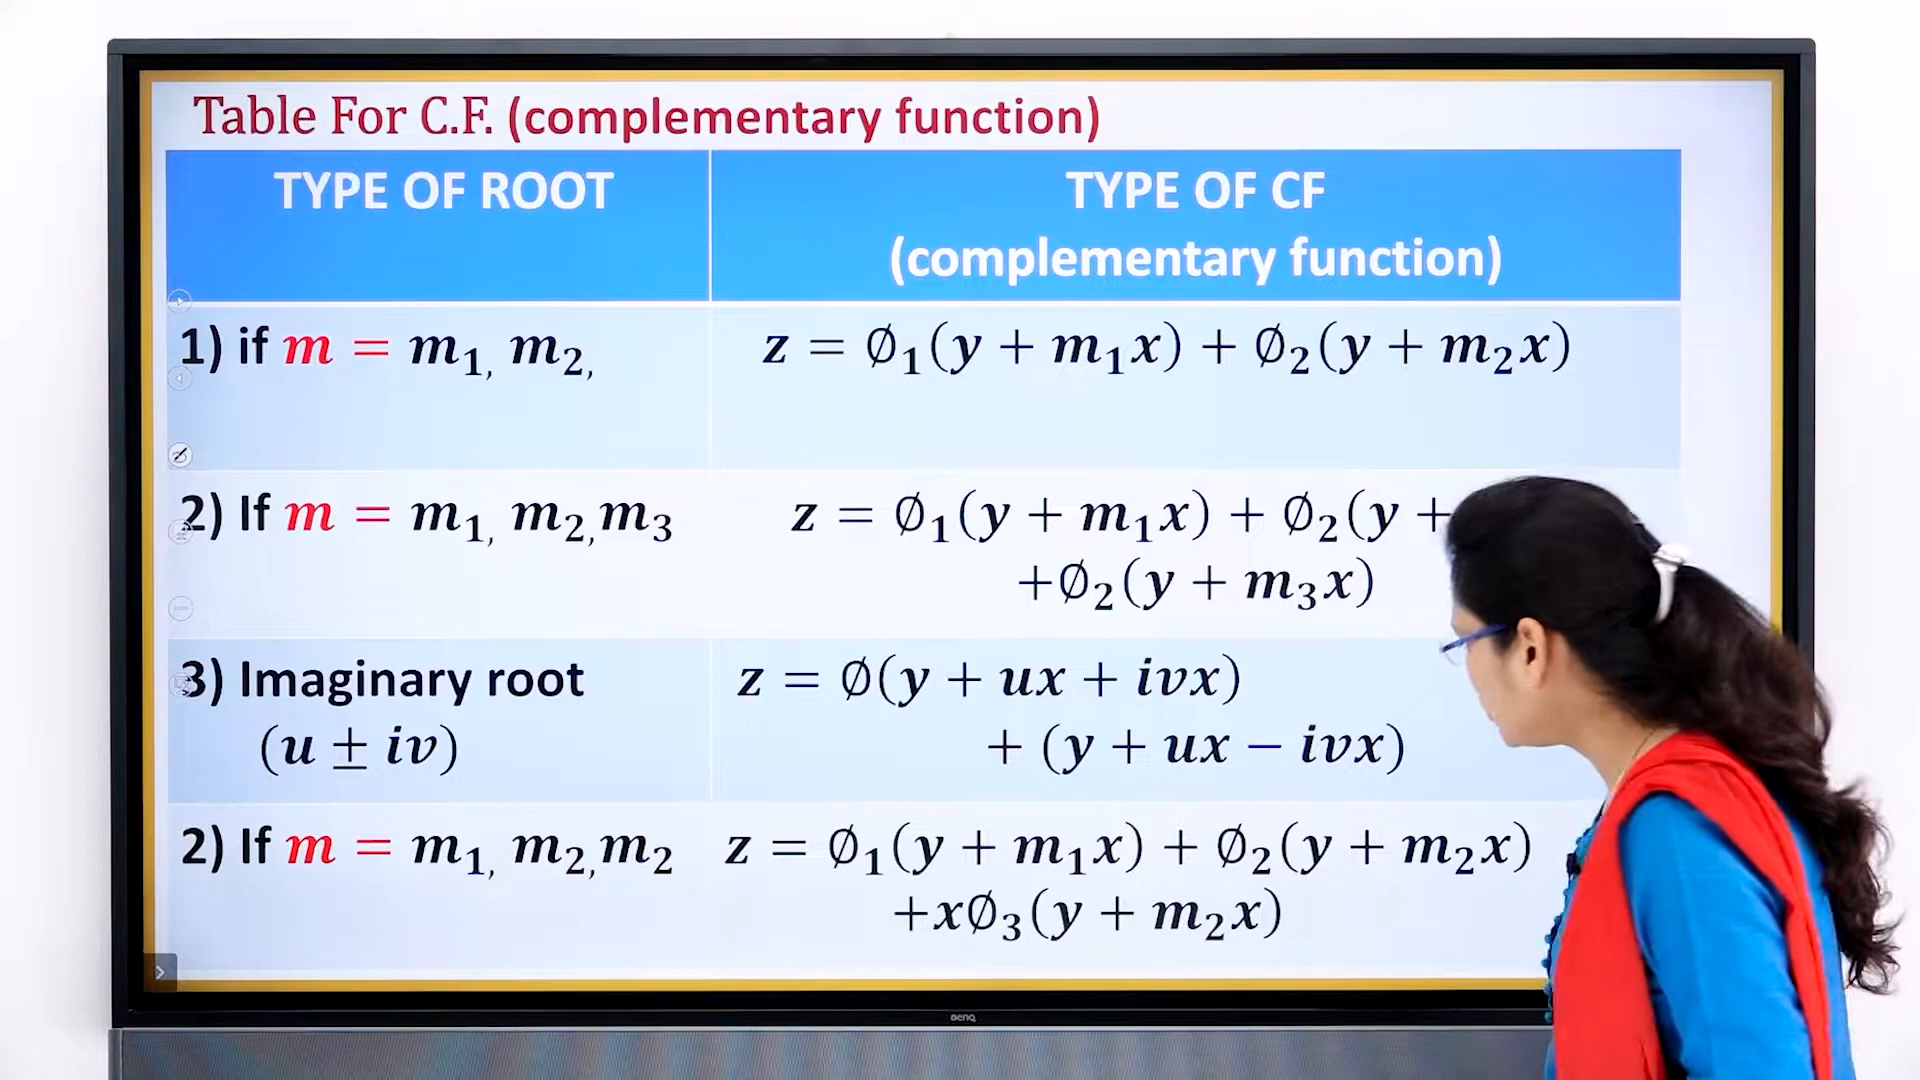 Table For C.F. (complementary function)
TYPE OF ROOT
TYPE OF CF
(complementary function)
1) if m = m₁, m₂,
z = ∅₁(y + m₁x) + ∅₂(y + m₂x)
2) If m = m₁, m₂,m₃
z = ∅₁(y + m₁x) + ∅₂(y +
+∅₂(y + m₃x)
3) Imaginary root
(u ± iv)
z = ∅(y + ux + ivx)
+ (y + ux − ivx)
2) If m = m₁, m₂,m₂
z = ∅₁(y + m₁x) + ∅₂(y + m₂x)
+x∅₃(y + m₂x)
BenQ